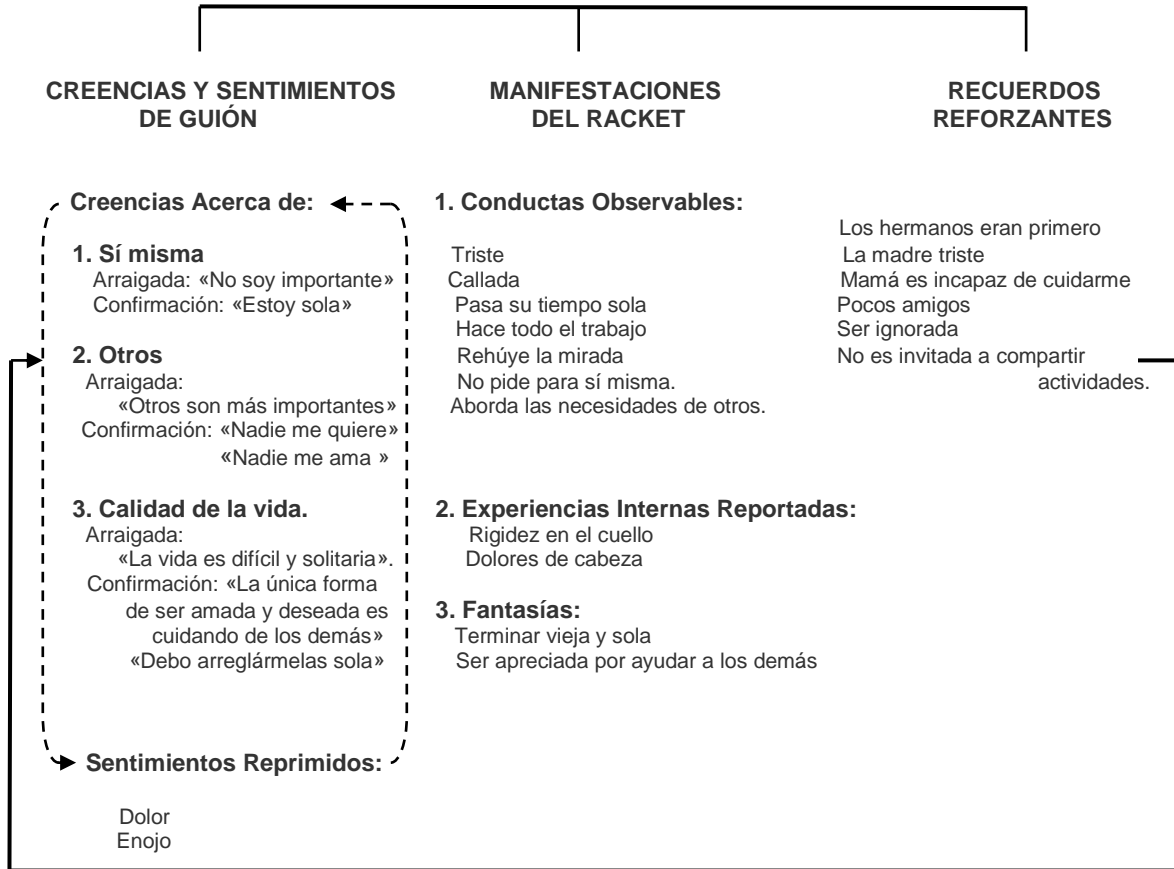 CREENCIAS Y SENTIMIENTOS
DE GUIÓN
Creencias Acerca de:
1. Sí misma
Arraigada: «No soy importante»
Confirmación: «Estoy sola»
2. Otros
Arraigada:
«Otros son más importantes»
Confirmación: «Nadie me quiere»
«Nadie me ama »
3. Calidad de la vida.
Arraigada:
«La vida es difícil y solitaria».
Confirmación: «La única forma
de ser amada y deseada es
cuidando de los demás»
«Debo arreglármelas sola»
Sentimientos Reprimidos:
Dolor
Enojo
MANIFESTACIONES
DEL RACKET
1. Conductas Observables:
Triste
Callada
Pasa su tiempo sola
Hace todo el trabajo
Rehúye la mirada
No pide para sí misma.
Aborda las necesidades de otros.
2. Experiencias Internas Reportadas:
Rigidez en el cuello
Dolores de cabeza
3. Fantasías:
Terminar vieja y sola
Ser apreciada por ayudar a los demás
RECUERDOS
REFORZANTES
Los hermanos eran primero
La madre triste
Mamá es incapaz de cuidarme
Pocos amigos
Ser ignorada
No es invitada a compartir
actividades.